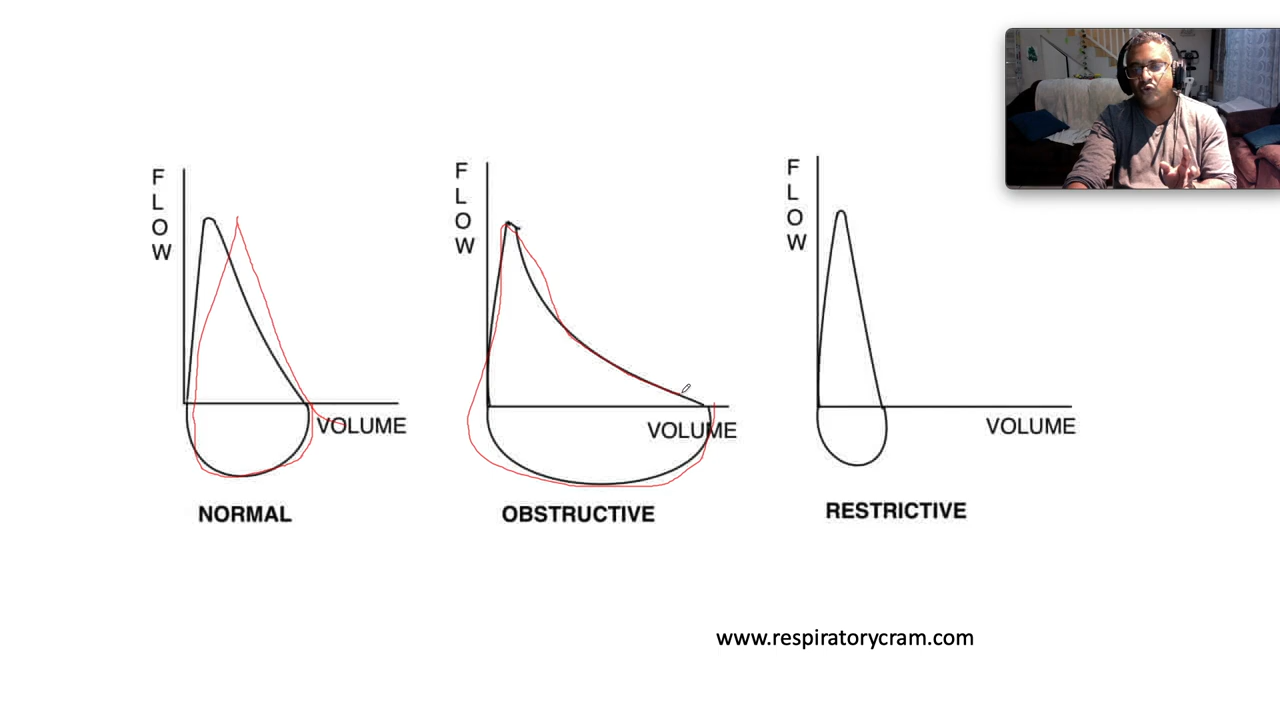 F
L
O
W
VOLUME
NORMAL
F
L
O
W
VOLUME
OBSTRUCTIVE
F
L
O
W
VOLUME
RESTRICTIVE
www.respiratorycram.com